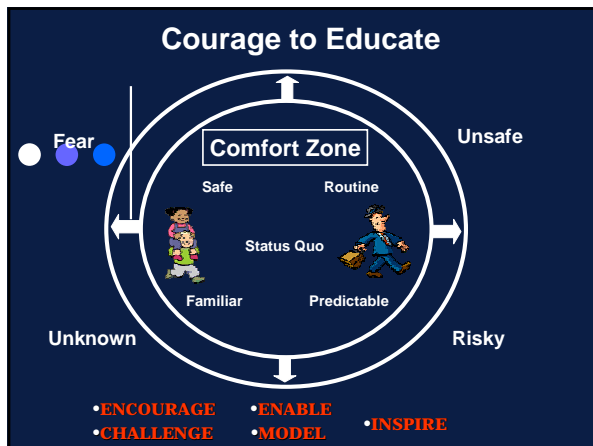 Courage to Educate
Fear
Unsafe
Comfort Zone
Safe
Routine
Status Quo
Familiar
Predictable
Unknown
Risky
•ENCOURAGE
•CHALLENGE
•ENABLE
•MODEL
•INSPIRE